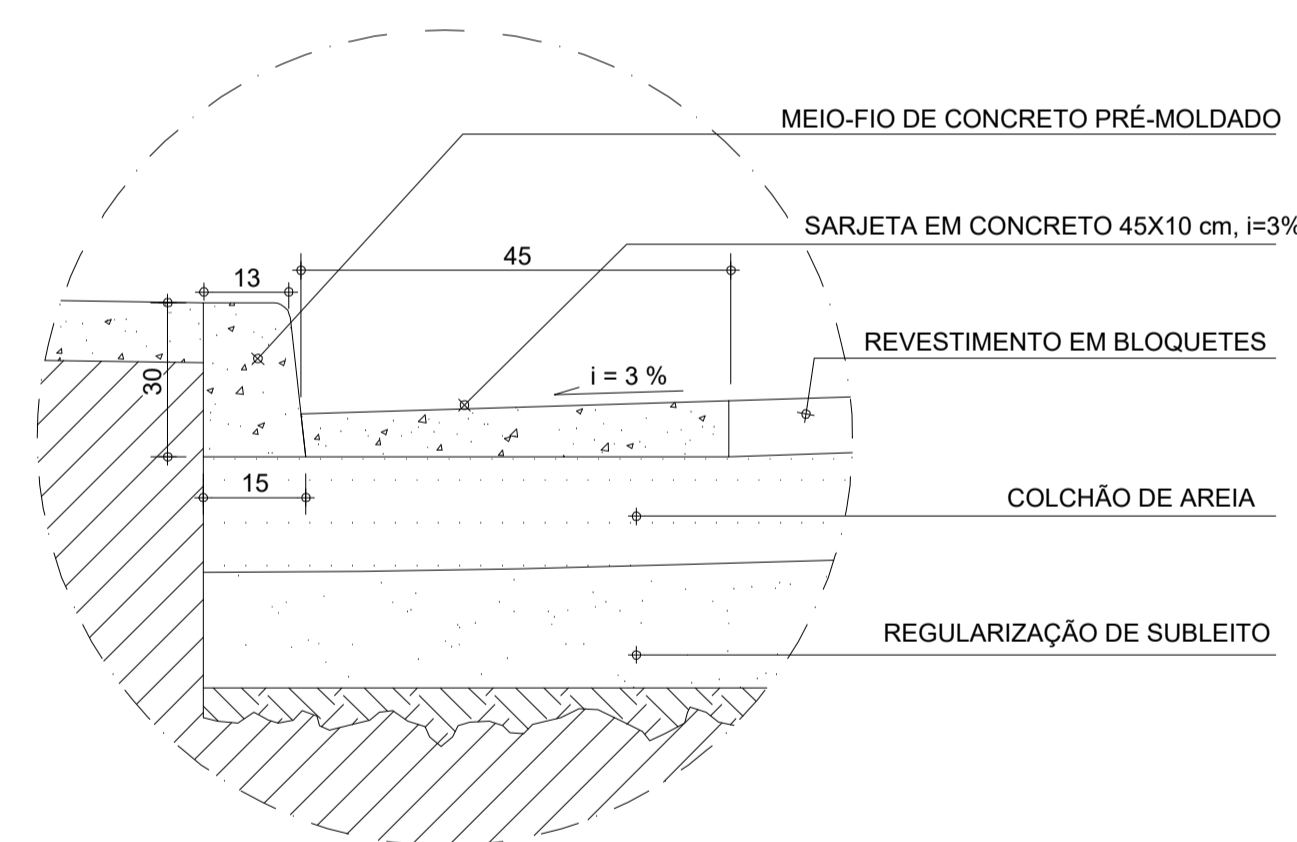 MEIO-FIO DE CONCRETO PRÉ-MOLDADO
SARJETA EM CONCRETO 45X10 cm, i=3%
45
13
REVESTIMENTO EM BLOQUETES
i = 3 %
30
15
COLCHÃO DE AREIA
REGULARIZAÇÃO DE SUBLEITO